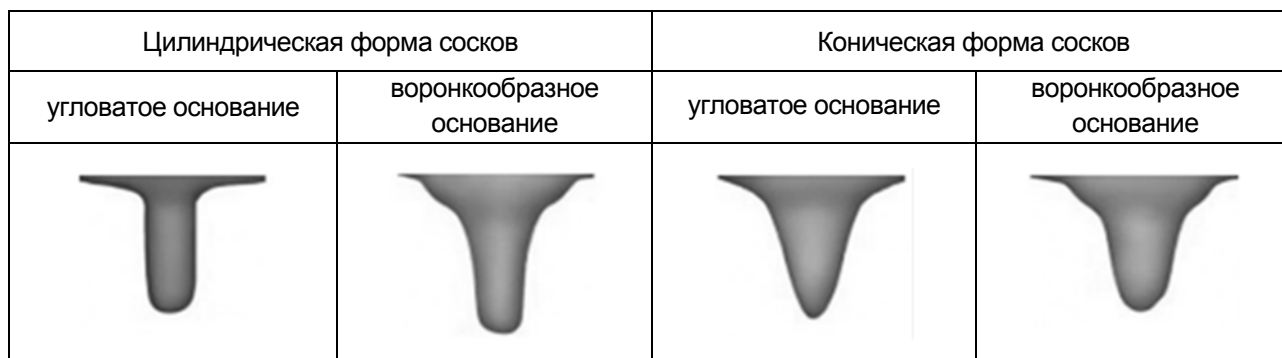 Цилиндрическая форма сосков
Коническая форма сосков
угловатое основание
воронкообразное
основание
угловатое основание
воронкообразное
основание